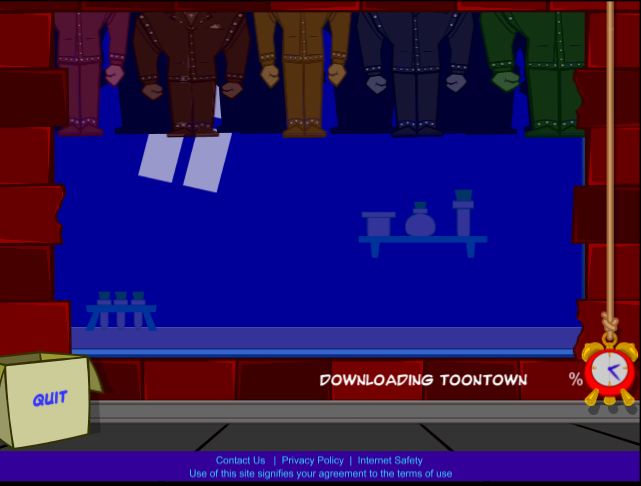 DOWNLOADING TOONTOWN %
QUIT
Contact Us | Privacy Policy | Internet Safety
Use of this site signifies your agreement to the terms of use